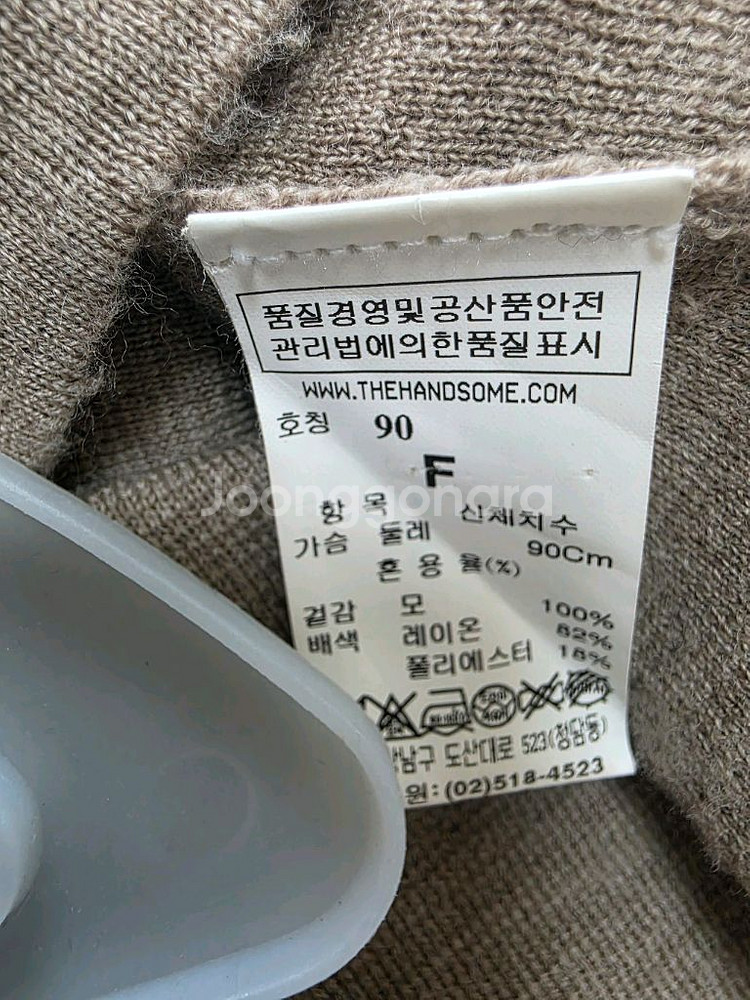 품질경영및공산품안전
관리법에의한품질표시
WWW.THEHANDSOME.COM
호칭 90
F
Joonggonara
항 목 신체치수
가슴 둘레 90Cm
혼 용 율(%)
겉감 모 100%
배색 레이온 82%
폴리에스터 18%
강남구 도산대로 523(청담동)
원:(02)518-4523